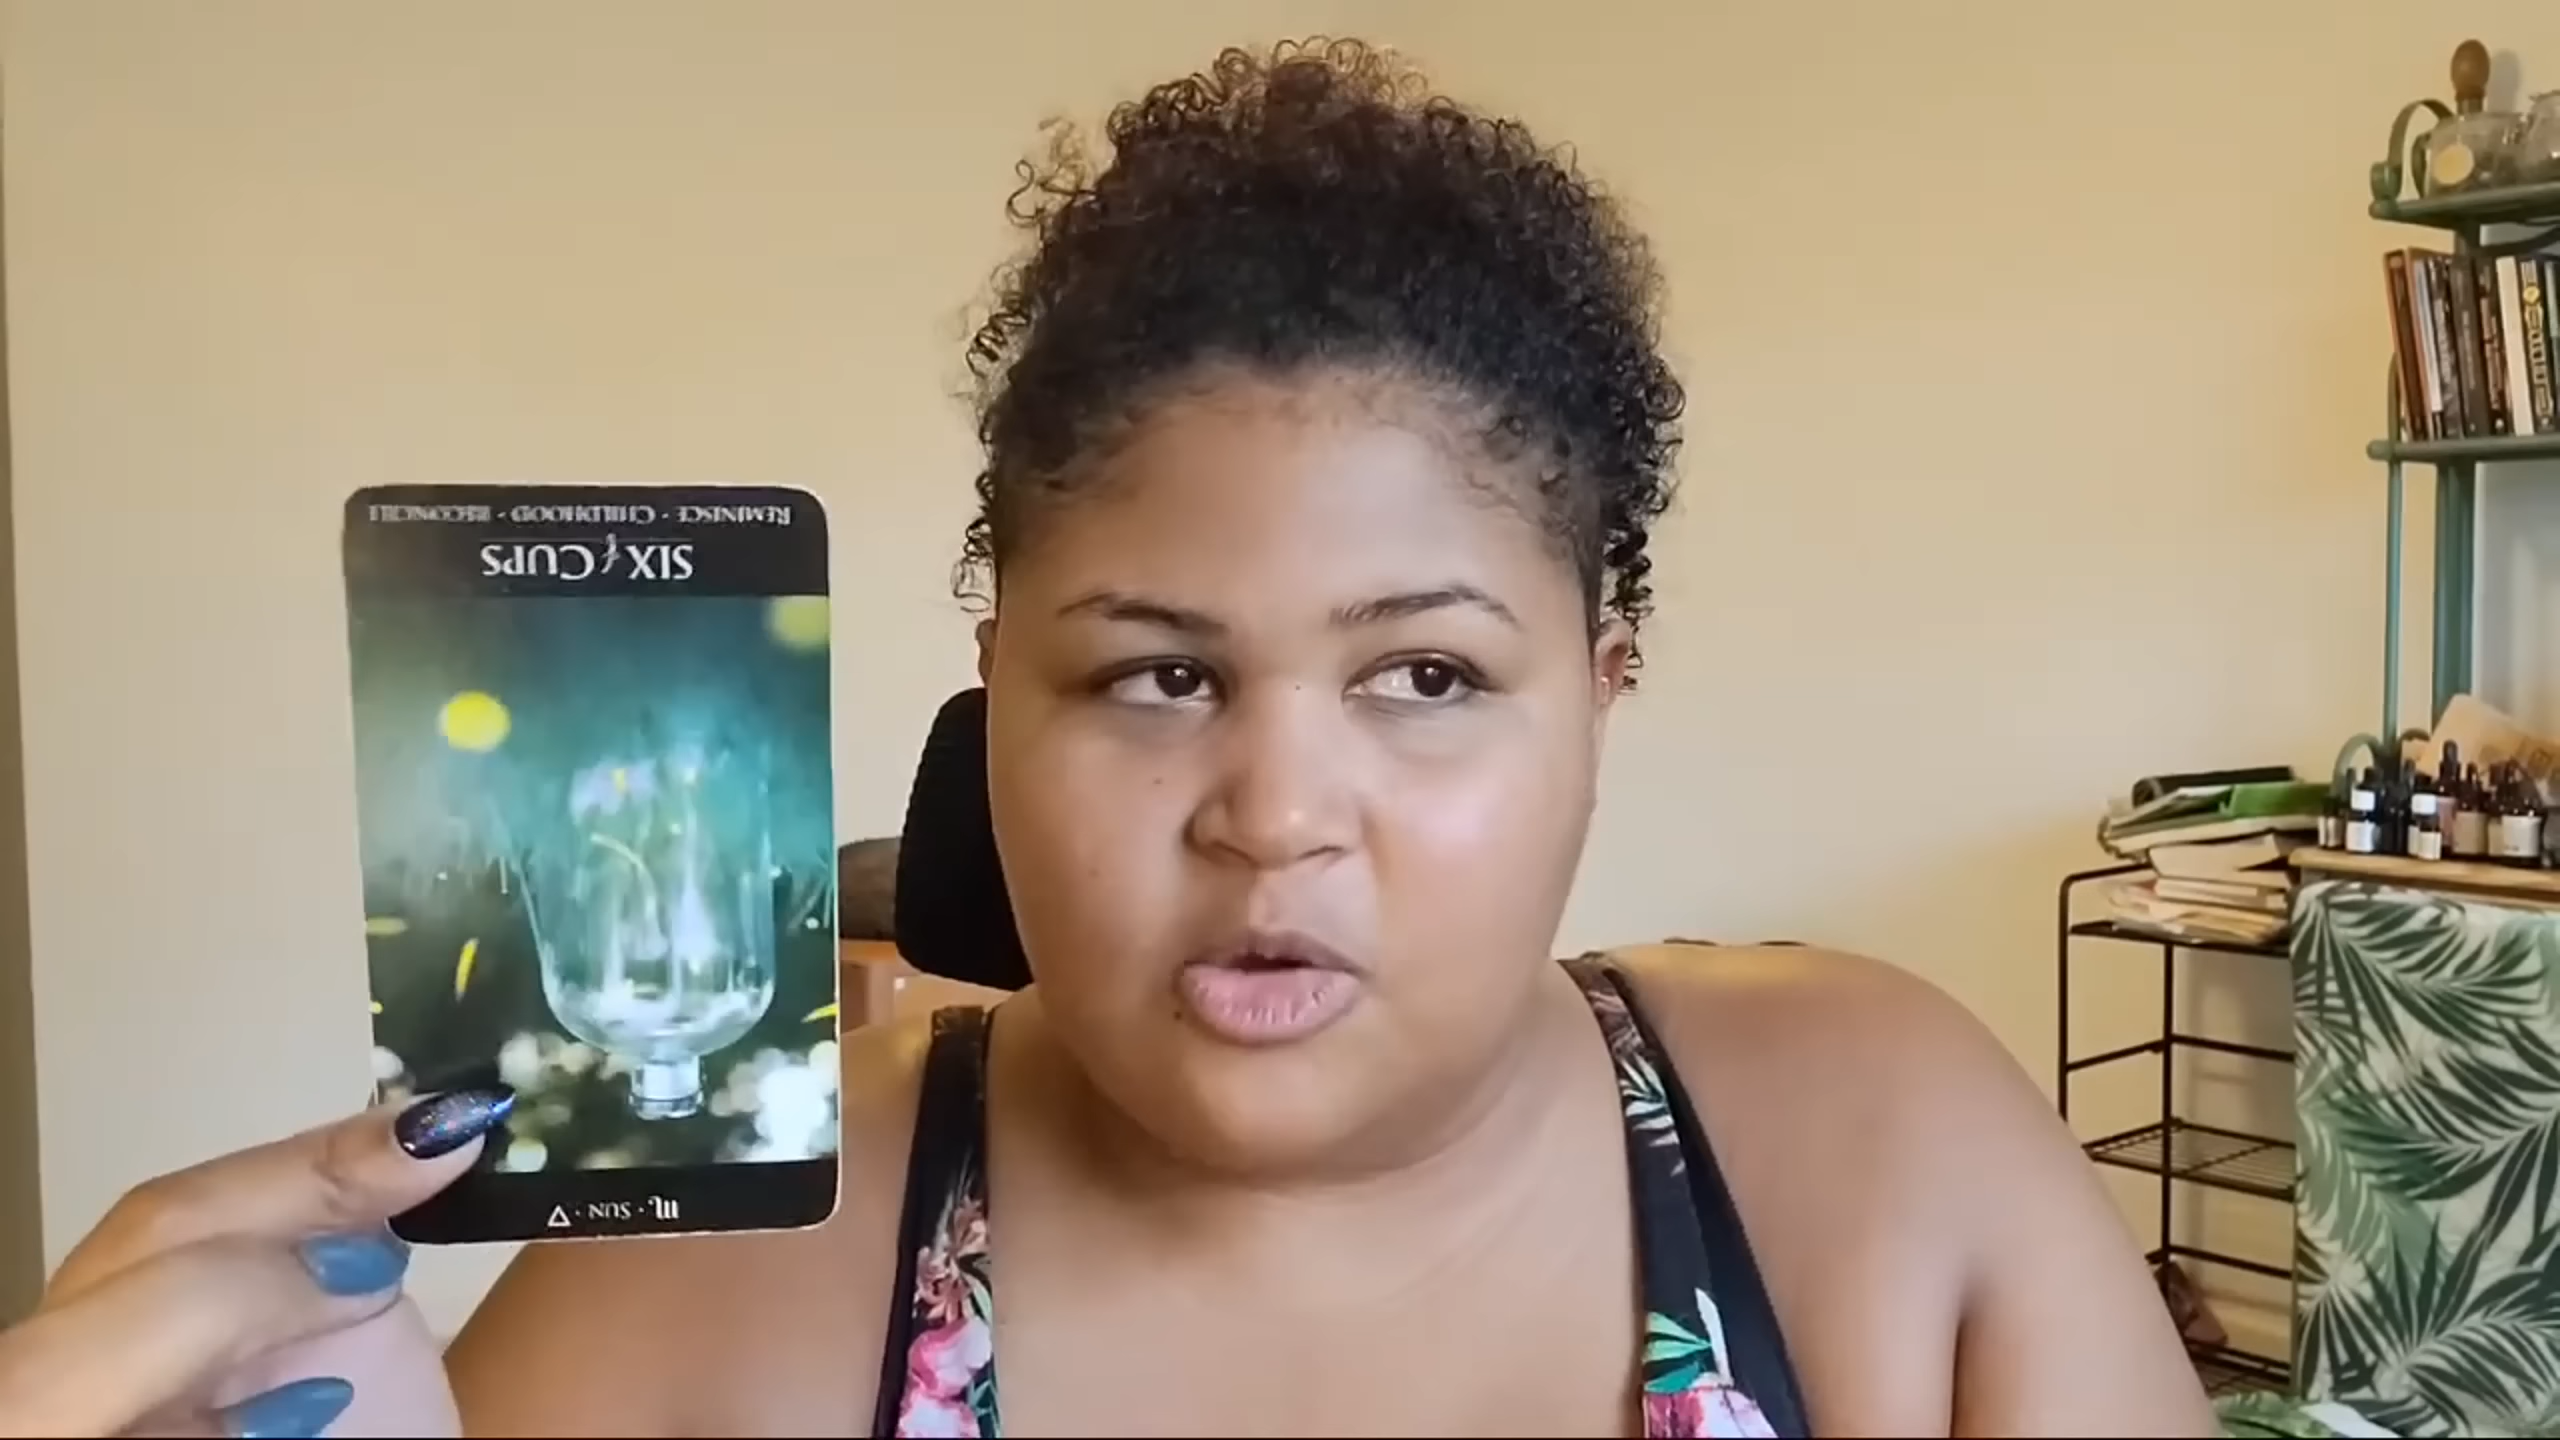 REMINISCE · CHILDHOOD · RECONCILE
SIX of CUPS
♏ · SUN · △